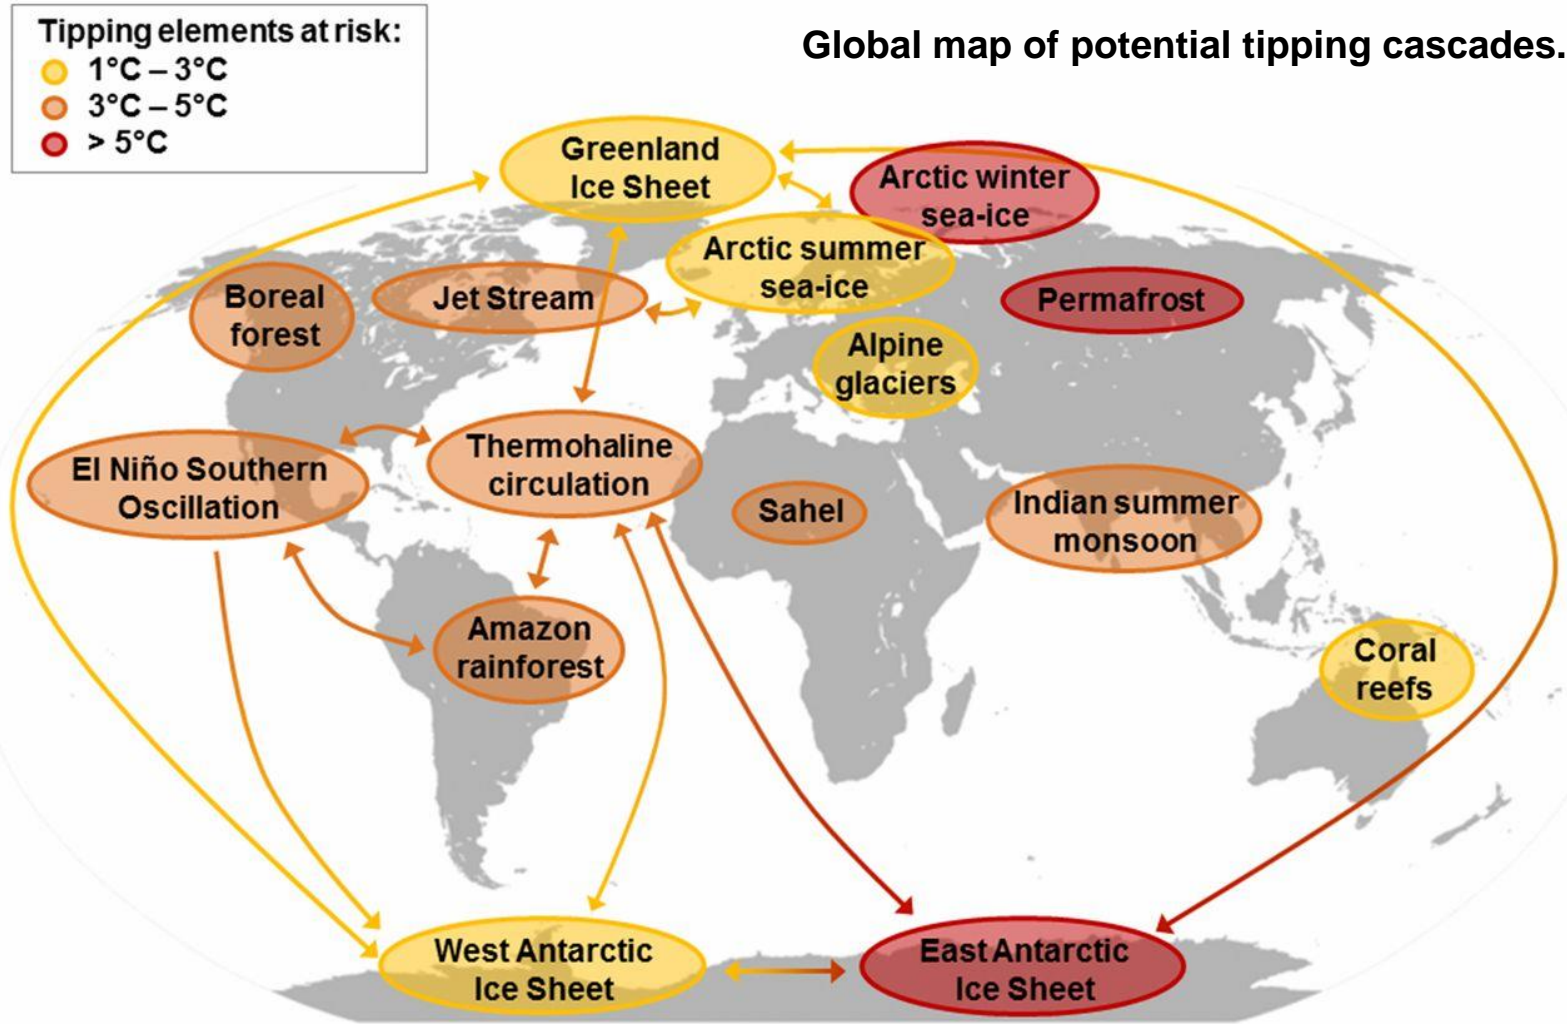 Tipping elements at risk:
1°C – 3°C
3°C – 5°C
> 5°C
Global map of potential tipping cascades.
Greenland
Ice Sheet
Arctic winter
sea-ice
Arctic summer
sea-ice
Boreal
forest
Jet Stream
Permafrost
Alpine
glaciers
El Niño Southern
Oscillation
Thermohaline
circulation
Sahel
Indian summer
monsoon
Amazon
rainforest
Coral
reefs
West Antarctic
Ice Sheet
East Antarctic
Ice Sheet